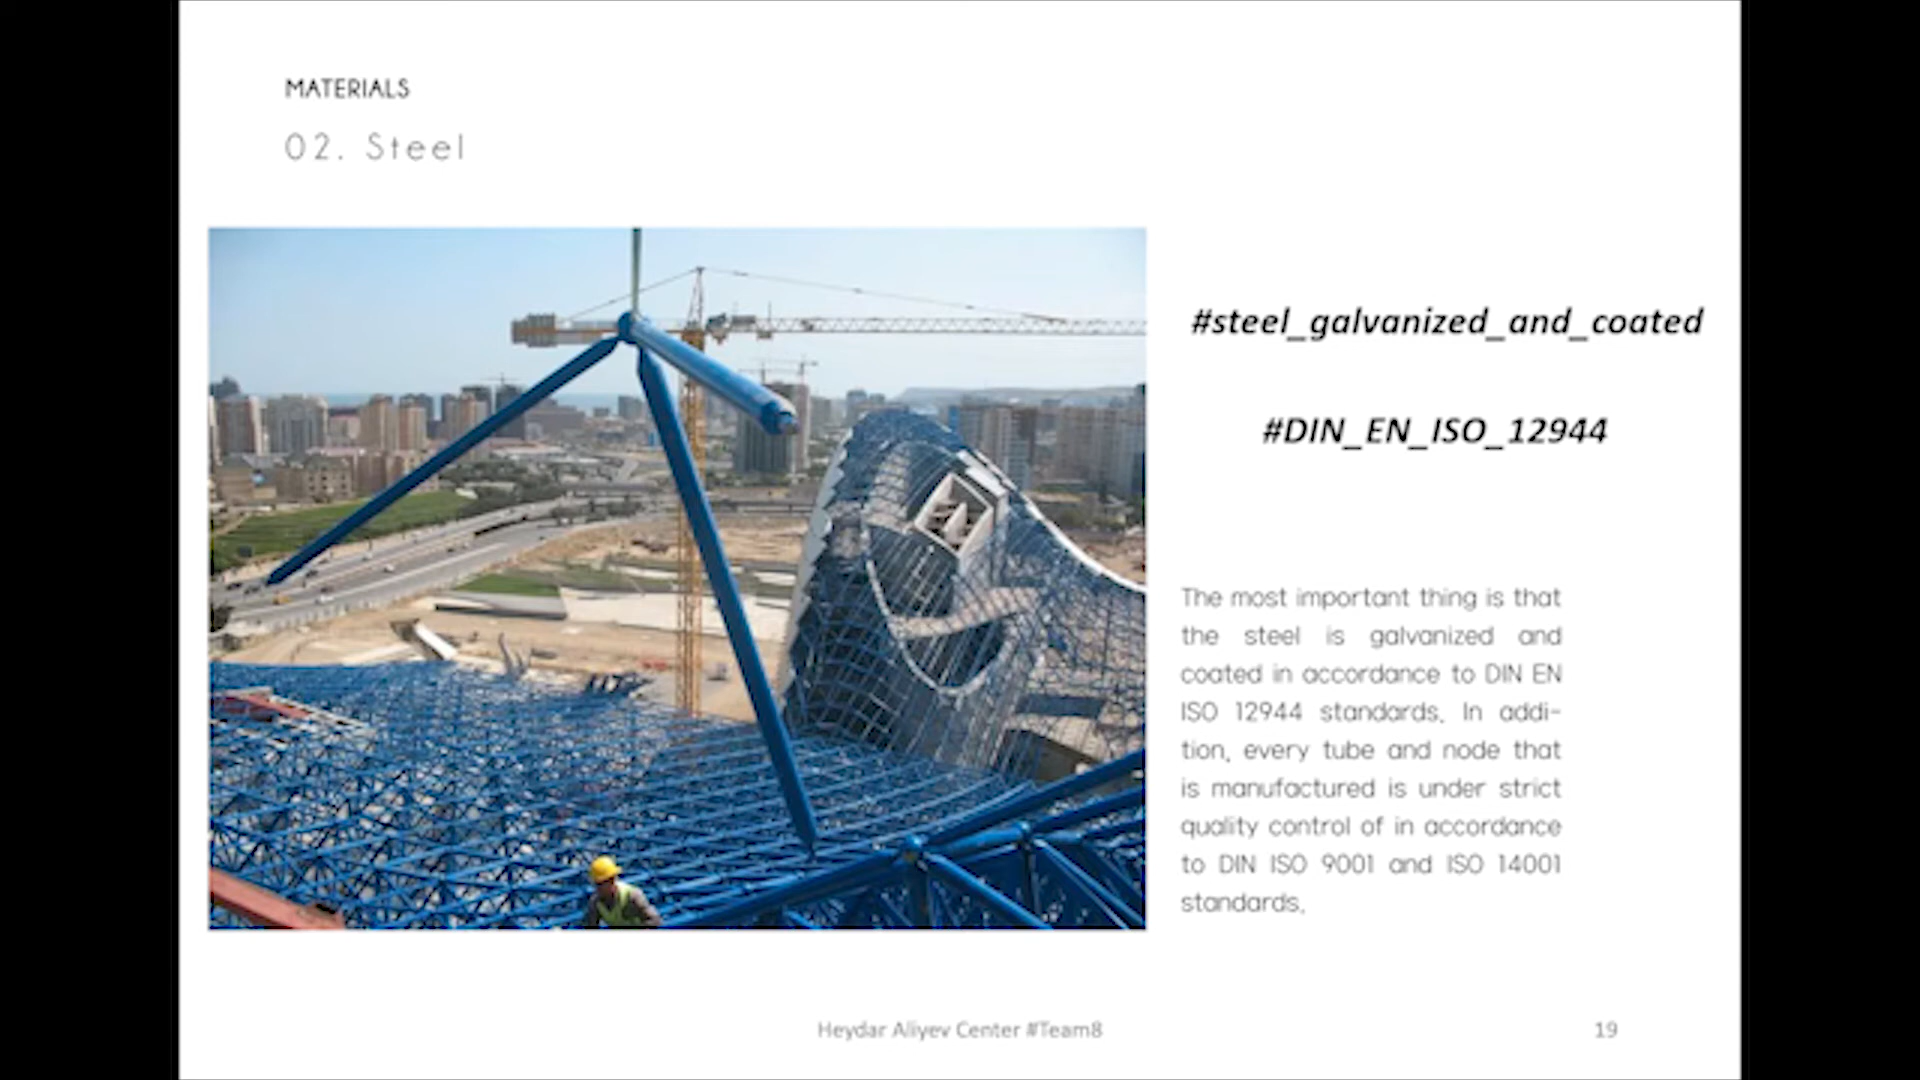 MATERIALS
02. Steel
#steel_galvanized_and_coated
#DIN_EN_ISO_12944
The most important thing is that
the steel is galvanized and
coated in accordance to DIN EN
ISO 12944 standards. In addi-
tion, every tube and node that
is manufactured is under strict
quality control of in accordance
to DIN ISO 9001 and ISO 14001
standards.
Heydar Aliyev Center #Team8
19